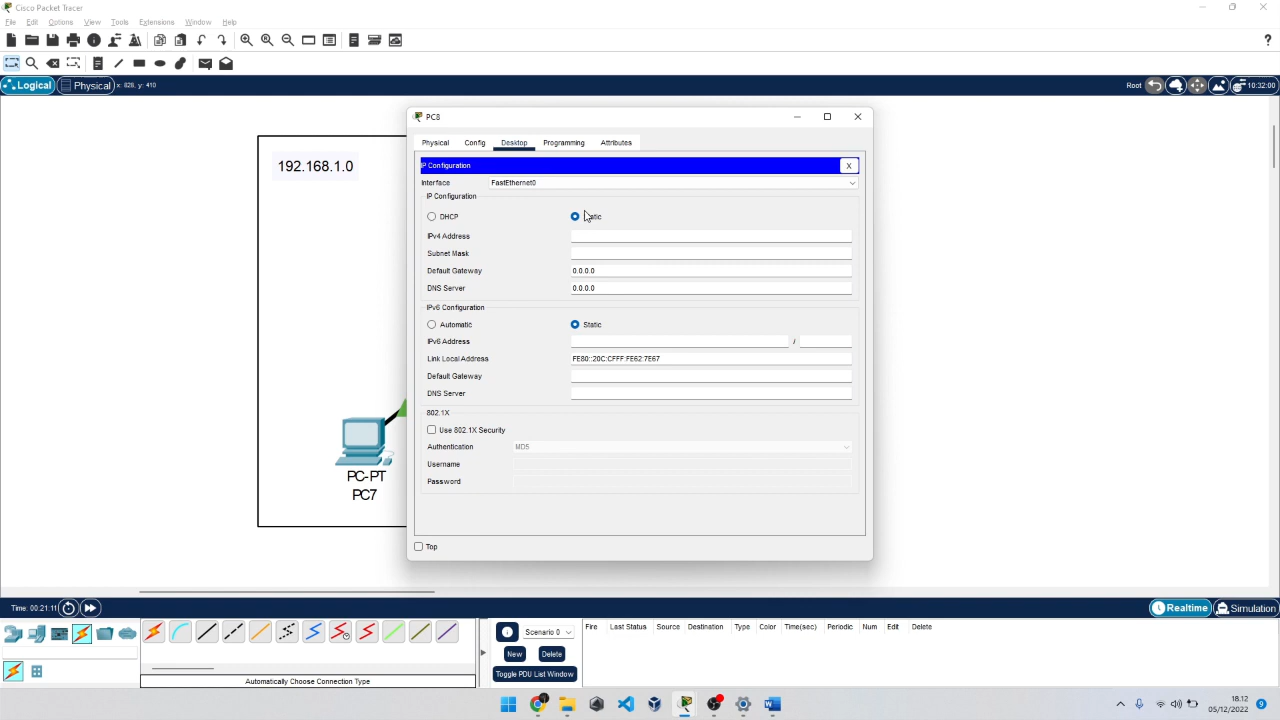 Cisco Packet Tracer
File Edit Options View Tools Extensions Window Help
?
Logical Physical x: 829, y: 410 Root 10:32:00
PC8
Physical Config Desktop Programming Attributes
192.168.1.0
IP Configuration X
Interface FastEthernet0
IP Configuration
DHCP
IPv4 Address
Subnet Mask
Default Gateway 0.0.0.0
DNS Server 0.0.0.0
IPv6 Configuration
Automatic Static
IPv6 Address /
Link Local Address FE80::20C:CFFF:FE62:7E67
Default Gateway
DNS Server
802.1X
Use 802.1X Security
Authentication MD5
Username
Password
PC-PT
PC7
Top
Time: 00:21:11 Realtime Simulation
Scenario 0 Fire Last Status Source Destination Type Color Time(sec) Periodic Num Edit Delete
New Delete
Toggle PDU List Window
Automatically Choose Connection Type
18.12
05/12/2022 9